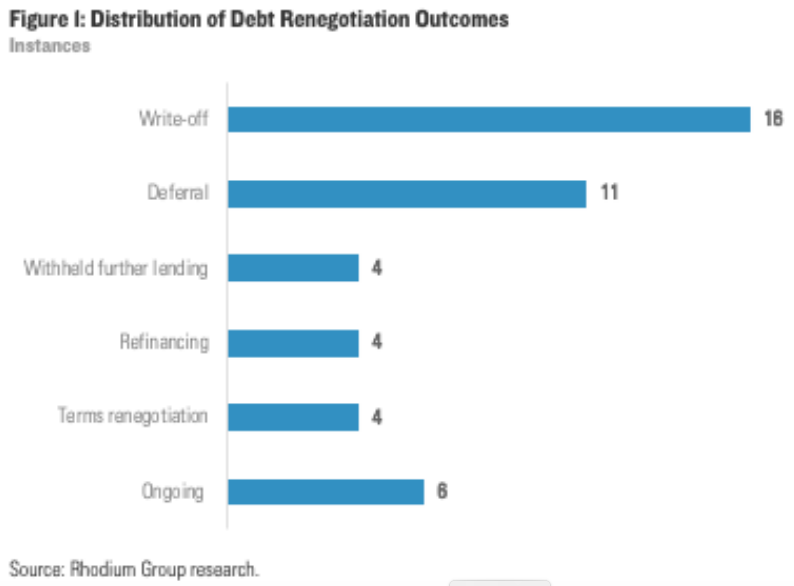 Figure I: Distribution of Debt Renegotiation Outcomes
Instances
Write-off 16
Deferral 11
Withheld further lending 4
Refinancing 4
Terms renegotiation 4
Ongoing 6
Source: Rhodium Group research.